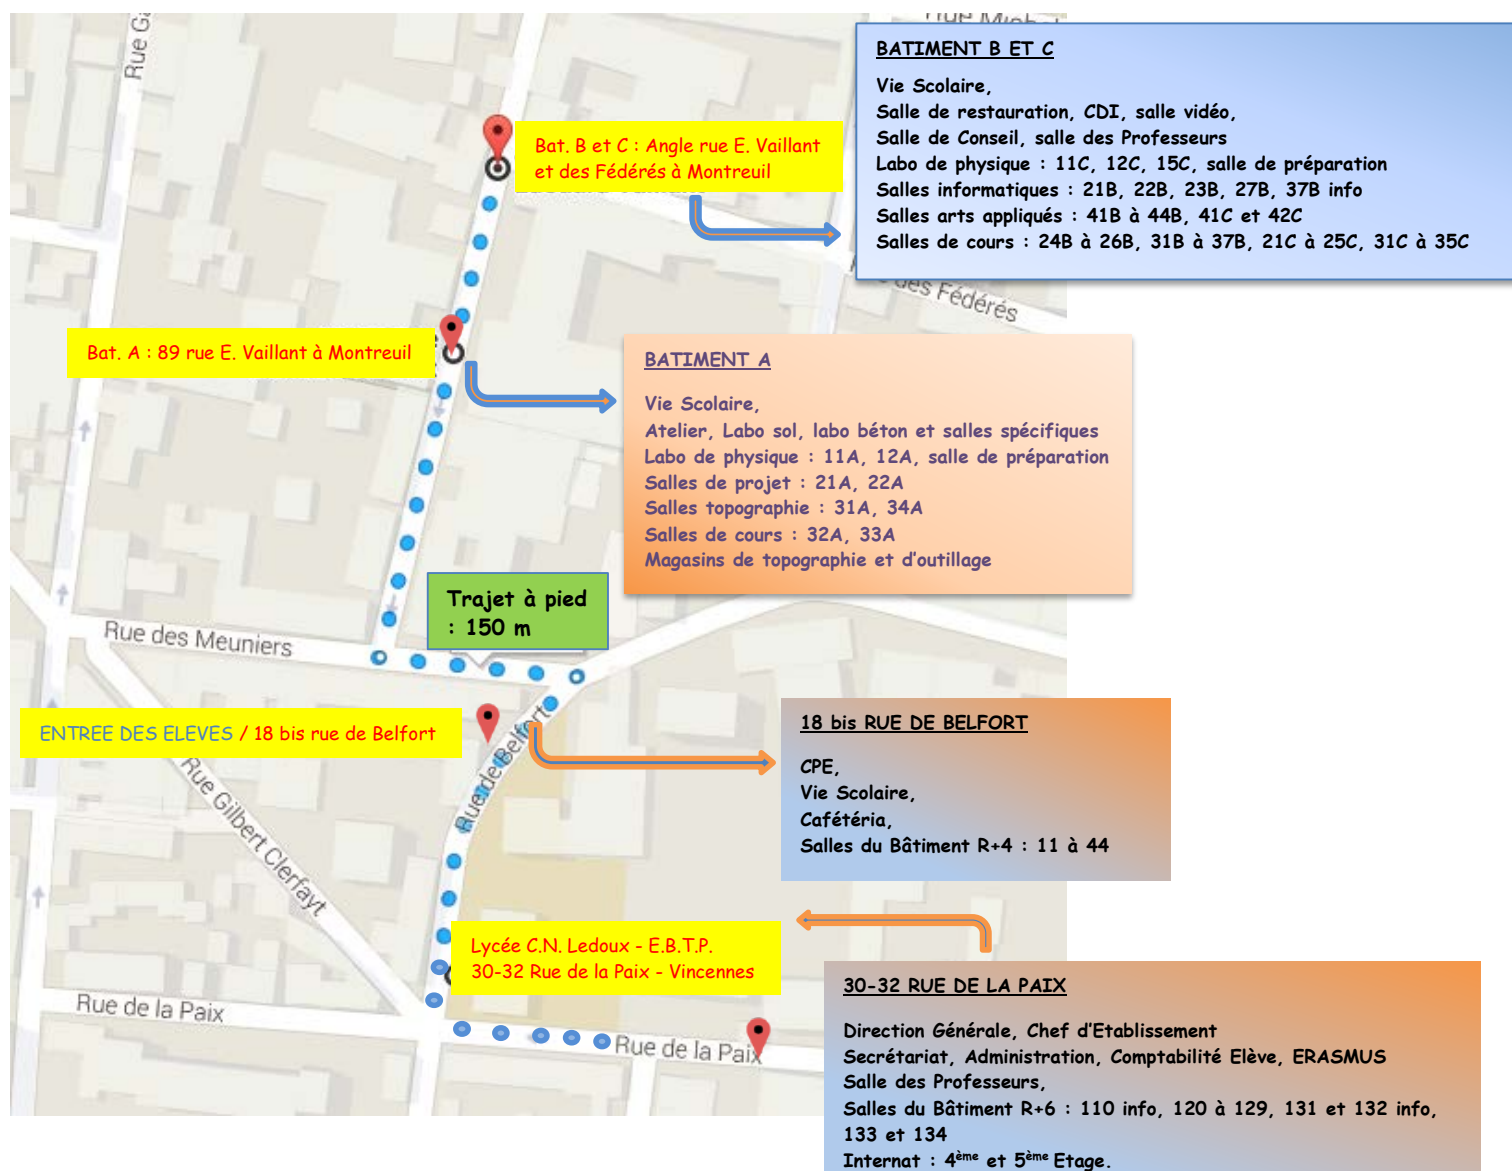 BATIMENT B ET C
Vie Scolaire,
Salle de restauration, CDI, salle vidéo,
Salle de Conseil, salle des Professeurs
Labo de physique : 11C, 12C, 15C, salle de préparation
Salles informatiques : 21B, 22B, 23B, 27B, 37B info
Salles arts appliqués : 41B à 44B, 41C et 42C
Salles de cours : 24B à 26B, 31B à 37B, 21C à 25C, 31C à 35C
Bat. B et C : Angle rue E. Vaillant
et des Fédérés à Montreuil
des Fédérés
Bat. A : 89 rue E. Vaillant à Montreuil
BATIMENT A
Vie Scolaire,
Atelier, Labo sol, labo béton et salles spécifiques
Labo de physique : 11A, 12A, salle de préparation
Salles de projet : 21A, 22A
Salles topographie : 31A, 34A
Salles de cours : 32A, 33A
Magasins de topographie et d'outillage
Trajet à pied
: 150 m
Rue des Meuniers
ENTREE DES ELEVES / 18 bis rue de Belfort
Rue de Belfort
18 bis RUE DE BELFORT
CPE,
Vie Scolaire,
Cafétéria,
Salles du Bâtiment R+4 : 11 à 44
Rue Gilbert Clerfayt
Lycée C.N. Ledoux - E.B.T.P.
30-32 Rue de la Paix - Vincennes
Rue de la Paix
Rue de la Paix
30-32 RUE DE LA PAIX
Direction Générale, Chef d'Etablissement
Secrétariat, Administration, Comptabilité Elève, ERASMUS
Salle des Professeurs,
Salles du Bâtiment R+6 : 110 info, 120 à 129, 131 et 132 info,
133 et 134
Internat : 4ème et 5ème Etage.